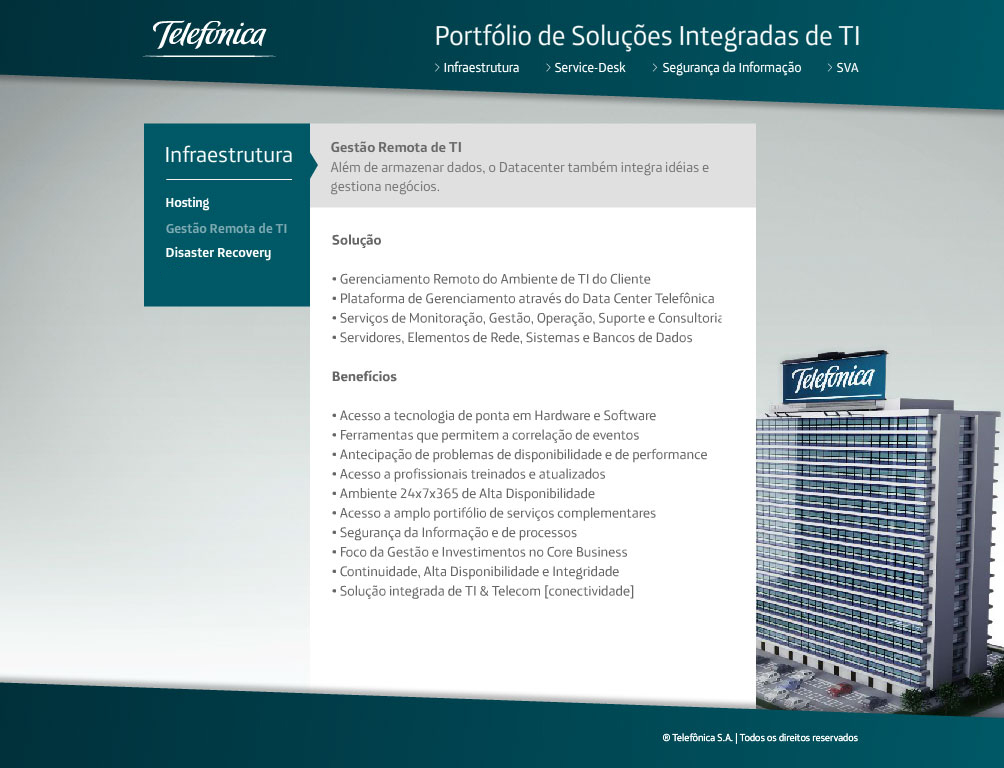 Telefónica
Portfólio de Soluções Integradas de TI
Infraestrutura
Service-Desk
Segurança da Informação
SVA
Infraestrutura
Hosting
Gestão Remota de TI
Disaster Recovery
Gestão Remota de TI
Além de armazenar dados, o Datacenter também integra idéias e
gestiona negócios.
Solução
• Gerenciamento Remoto do Ambiente de TI do Cliente
• Plataforma de Gerenciamento através do Data Center Telefônica
• Serviços de Monitoração, Gestão, Operação, Suporte e Consultoria
• Servidores, Elementos de Rede, Sistemas e Bancos de Dados
Benefícios
• Acesso a tecnologia de ponta em Hardware e Software
• Ferramentas que permitem a correlação de eventos
• Antecipação de problemas de disponibilidade e de performance
• Acesso a profissionais treinados e atualizados
• Ambiente 24x7x365 de Alta Disponibilidade
• Acesso a amplo portifólio de serviços complementares
• Segurança da Informação e de processos
• Foco da Gestão e Investimentos no Core Business
• Continuidade, Alta Disponibilidade e Integridade
• Solução integrada de TI & Telecom [conectividade]
Telefónica
® Telefônica S.A. | Todos os direitos reservados